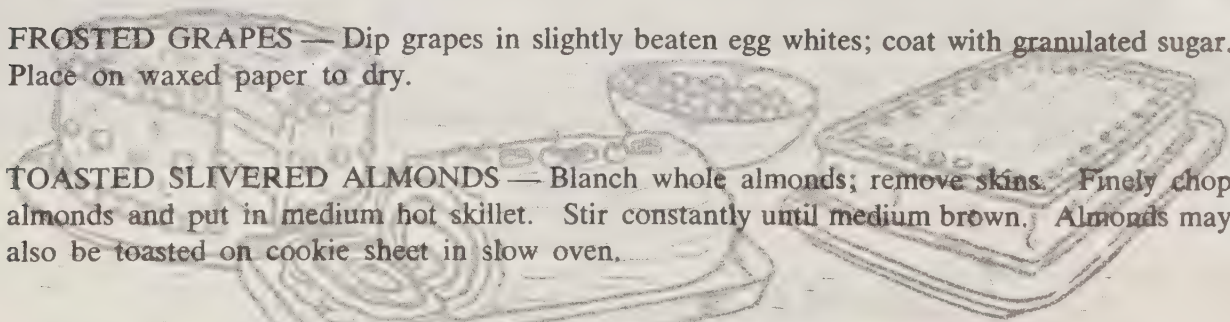 FROSTED GRAPES — Dip grapes in slightly beaten egg whites; coat with granulated sugar.
Place on waxed paper to dry.
TOASTED SLIVERED ALMONDS — Blanch whole almonds; remove skins. Finely chop
almonds and put in medium hot skillet. Stir constantly until medium brown. Almonds may
also be toasted on cookie sheet in slow oven.